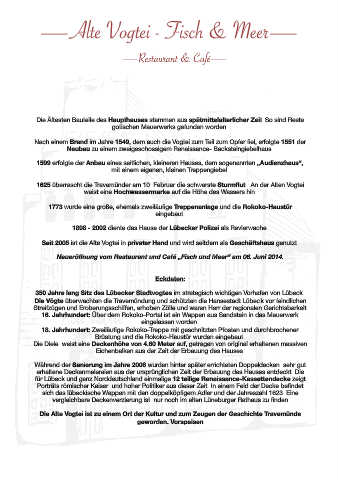 Alte Vogtei - Fisch & Meer
Restaurant & Café
Die Ältesten Bauteile des Haupthauses stammen aus spätmittelalterlicher Zeit So sind Reste
gotischen Mauerwerks gefunden worden
Nach einem Brand im Jahre 1549, dem auch die Vogtei zum Teil zum Opfer fiel, erfolgte 1551 der
Neubau zu einem zweigeschossigem Renaissance- Backsteingiebelhaus
1599 erfolgte der Anbau eines seitlichen, kleineren Hauses, dem sogenannten „Audienzhaus“,
mit einem eigenen, kleinen Treppengiebel
1625 überrascht die Travemünder am 10 Februar die schwerste Sturmflut An der Alten Vogtei
weist eine Hochwassermarke auf die Höhe des Wassers hin
1773 wurde eine große, ehemals zweiläufige Treppenanlage und die Rokoko-Haustür
eingebaut
1808 - 2002 diente das Hause der Lübecker Polizei als Revierwache
Seit 2005 ist die Alte Vogtei in privater Hand und wird seitdem als Geschäftshaus genutzt
Neueröffnung vom Restaurant und Café „Fisch und Meer“ am 06. Juni 2014.
Eckdaten:
350 Jahre lang Sitz des Lübecker Stadtvogtes im strategisch wichtigen Vorhafen von Lübeck
Die Vögte überwachten die Travemündung und schützten die Hansestadt Lübeck vor feindlichen
Streitzügen und Eroberungsschiffen, erhoben Zölle und waren Herr der regionalen Gerichtsbarkeit
16. Jahrhundert: Über dem Rokoko-Portal ist ein Wappen aus Sandstein in das Mauerwerk
eingelassen worden
18. Jahrhundert: Zweiläufige Rokoko-Treppe mit geschnitzten Pfosten und durchbrochener
Brüstung und die Rokoko-Haustür wurden eingebaut
Die Diele weist eine Deckenhöhe von 4,60 Meter auf, getragen von original erhaltenen massiven
Eichenbalken aus der Zeit der Erbauung des Hauses
Während der Sanierung im Jahre 2006 wurden hinter später errichteten Doppeldecken sehr gut
erhaltene Deckenmalereien aus der ursprünglichen Zeit der Erbauung des Hauses entdeckt Die
für Lübeck und ganz Norddeutschland einmalige 12 teilige Renaissance-Kassettendecke zeigt
Porträts römischer Kaiser und hoher Politiker aus dieser Zeit In einem Feld der Decke befindet
sich das lübeckische Wappen mit den doppelköpfigem Adler und der Jahreszahl 1623 Eine
vergleichbare Deckenverzierung ist nur noch im alten Lüneburger Rathaus zu finden
Die Alte Vogtei ist zu einem Ort der Kultur und zum Zeugen der Geschichte Travemünde
geworden. Vorspeisen